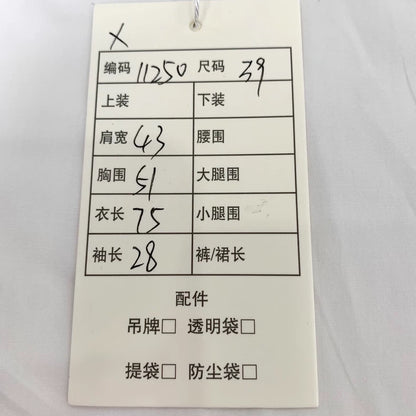 X
编码 11250 尺码 39
上装 下装
肩宽 43 腰围
胸围 51 大腿围
衣长 75 小腿围
袖长 28 裤/裙长
配件
吊牌□ 透明袋□
提袋□ 防尘袋□